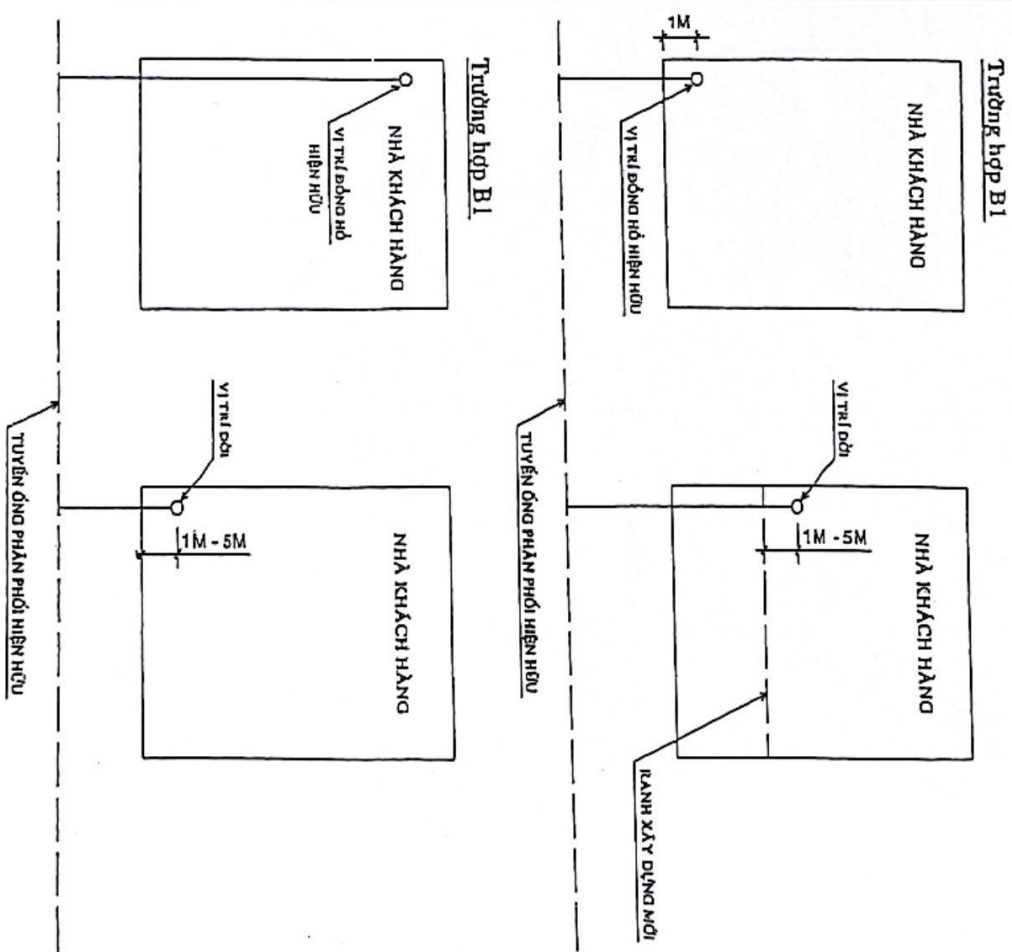 Trường hợp B1
1M
NHÀ KHÁCH HÀNG
VỊ TRÍ ĐỒNG HỒ HIỆN HỮU
VỊ TRÍ DỜI
1M - 5M
NHÀ KHÁCH HÀNG
TUYẾN ỐNG PHÂN PHỐI HIỆN HỮU
RANH XÂY DỰNG MỚI
Trường hợp B1
NHÀ KHÁCH HÀNG
VỊ TRÍ ĐỒNG HỒ
HIỆN HỮU
VỊ TRÍ DỜI
1M - 5M
NHÀ KHÁCH HÀNG
TUYẾN ỐNG PHÂN PHỐI HIỆN HỮU